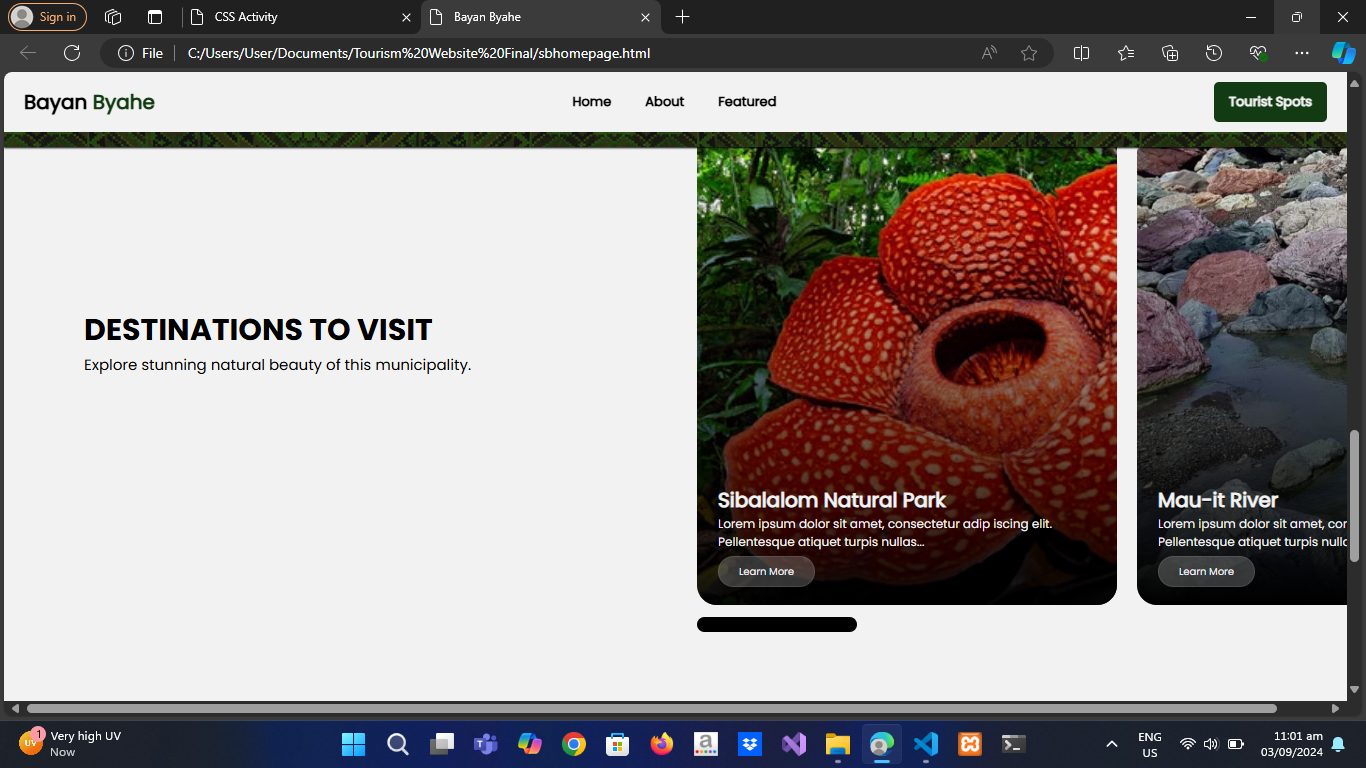 Sign in
CSS Activity
Bayan Byahe
File
C:/Users/User/Documents/Tourism%20Website%20Final/sbhomepage.html
Bayan Byahe
Home
About
Featured
Tourist Spots
DESTINATIONS TO VISIT
Explore stunning natural beauty of this municipality.
Sibalalom Natural Park
Lorem ipsum dolor sit amet, consectetur adip iscing elit.
Pellentesque atiquet turpis nullas...
Learn More
Mau-it River
Lorem ipsum dolor sit amet, cor
Pellentesque atiquet turpis nullc
Learn More
UV
1
Very high UV
Now
ENG
US
11:01 am
03/09/2024